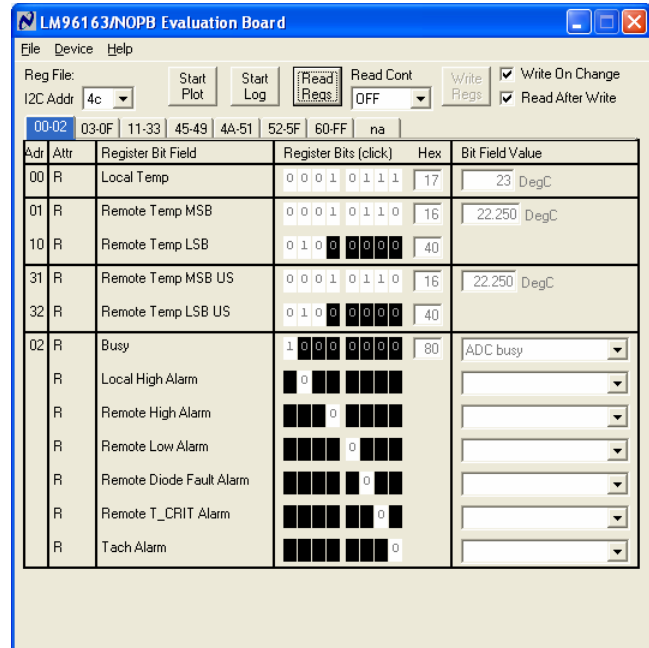 LM96163/NOPB Evaluation Board
File Device Help
Reg File:
I2C Addr 4c
Start Plot
Start Log
Read Regs
Read Cont
OFF
Write Regs
Write On Change
Read After Write
00-02 03-0F 11-33 45-49 4A-51 52-5F 60-FF na
Adr Attr Register Bit Field Register Bits (click) Hex Bit Field Value
00 R Local Temp 0 0 0 1 0 1 1 1 17 23 DegC
01 R Remote Temp MSB 0 0 0 1 0 1 1 0 16 22.250 DegC
10 R Remote Temp LSB 0 1 0 0 0 0 0 0 40
31 R Remote Temp MSB US 0 0 0 1 0 1 1 0 16 22.250 DegC
32 R Remote Temp LSB US 0 1 0 0 0 0 0 0 40
02 R Busy 1 0 0 0 0 0 0 0 80 ADC busy
R Local High Alarm 0
R Remote High Alarm 0
R Remote Low Alarm 0
R Remote Diode Fault Alarm 0
R Remote T_CRIT Alarm 0
R Tach Alarm 0